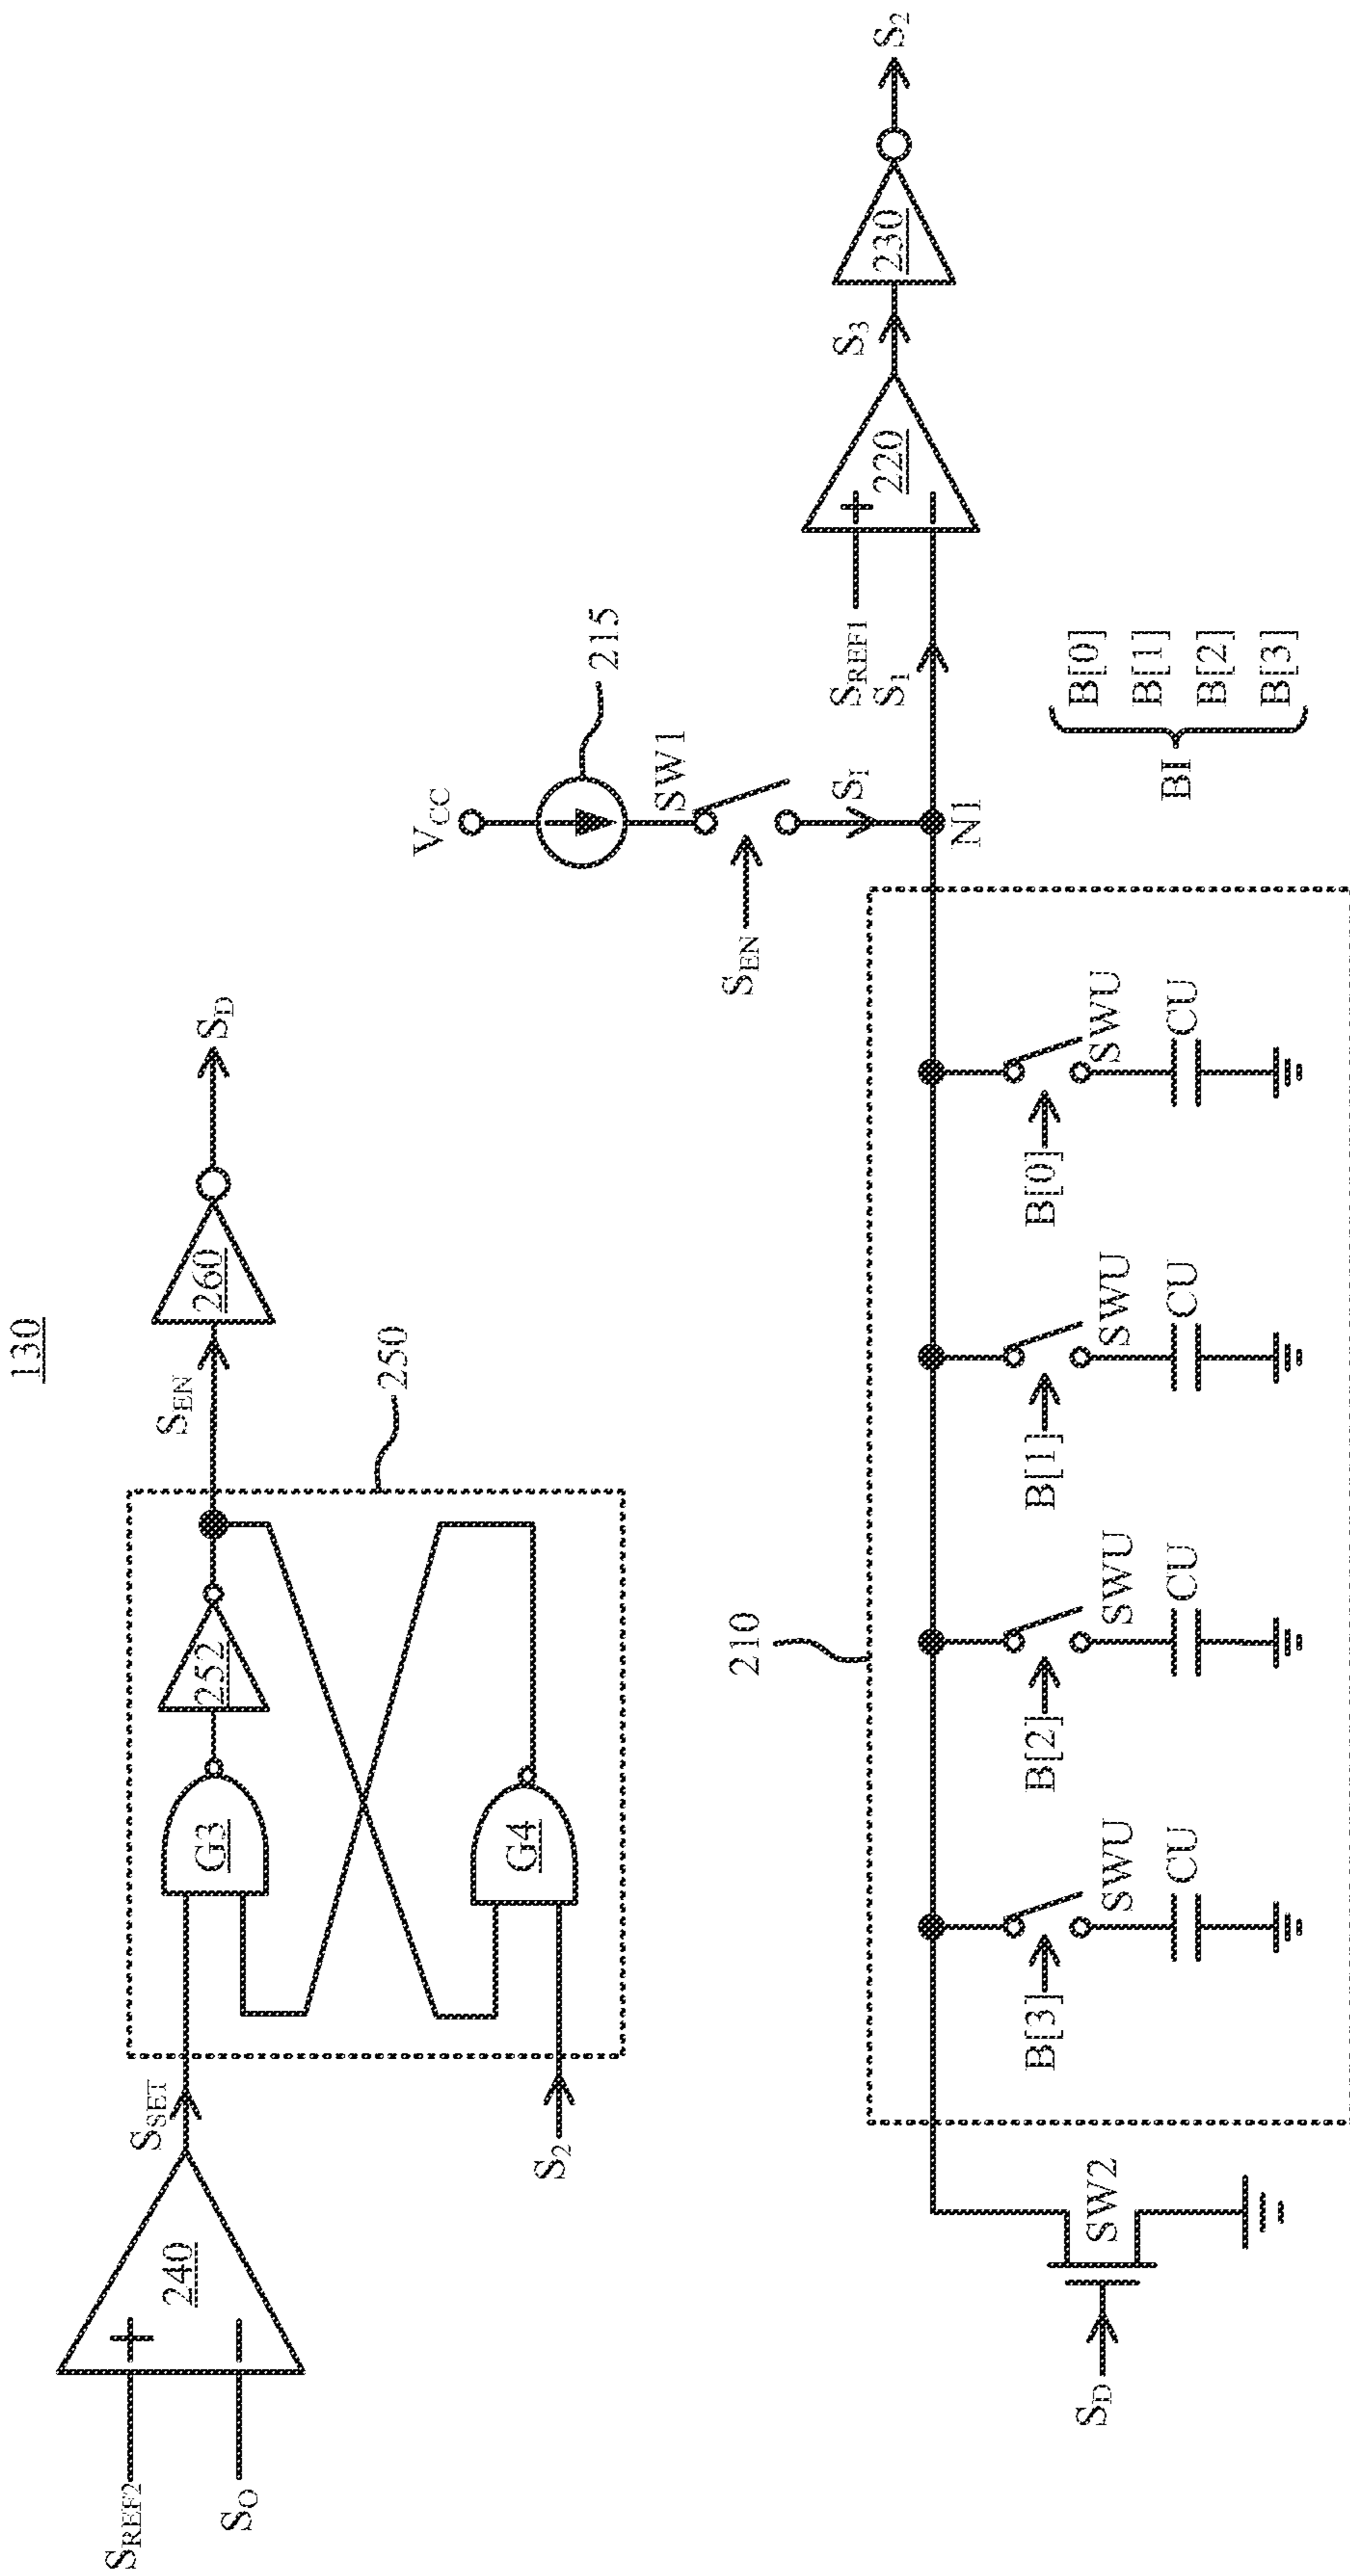 130
S_REF2
S_O
240
S_SET
S_2
G3
252
G4
250
S_EN
260
S_D
V_CC
215
SW1
S_EN
S_I
N1
S_REF1
S_1
220
S_3
230
S_2
210
S_D
SW2
B[3]
SWU
CU
B[2]
SWU
CU
B[1]
SWU
CU
B[0]
SWU
CU
BI
B[0]
B[1]
B[2]
B[3]